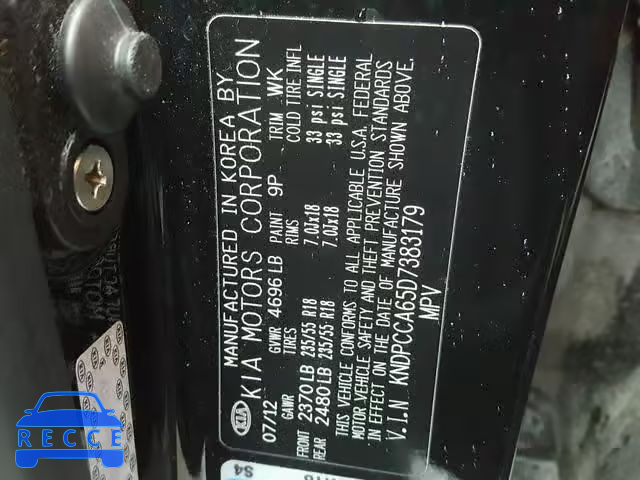 MANUFACTURED IN KOREA BY
KIA KIA MOTORS CORPORATION
07/12 GVWR 4696 LB PAINT 9P TRIM WK
GAWR TIRES RIMS COLD TIRE INFL
FRONT 2370 LB 235/55 R18 7.0Jx18 33 psi SINGLE
REAR 2480 LB 235/55 R18 7.0Jx18 33 psi SINGLE
THIS VEHICLE CONFORMS TO ALL APPLICABLE U.S.A. FEDERAL
MOTOR VEHICLE SAFETY AND THEFT PREVENTION STANDARDS
IN EFFECT ON THE DATE OF MANUFACTURE SHOWN ABOVE.
V.I.N KNDPCCA65D7383179
MPV
S4
RECCE